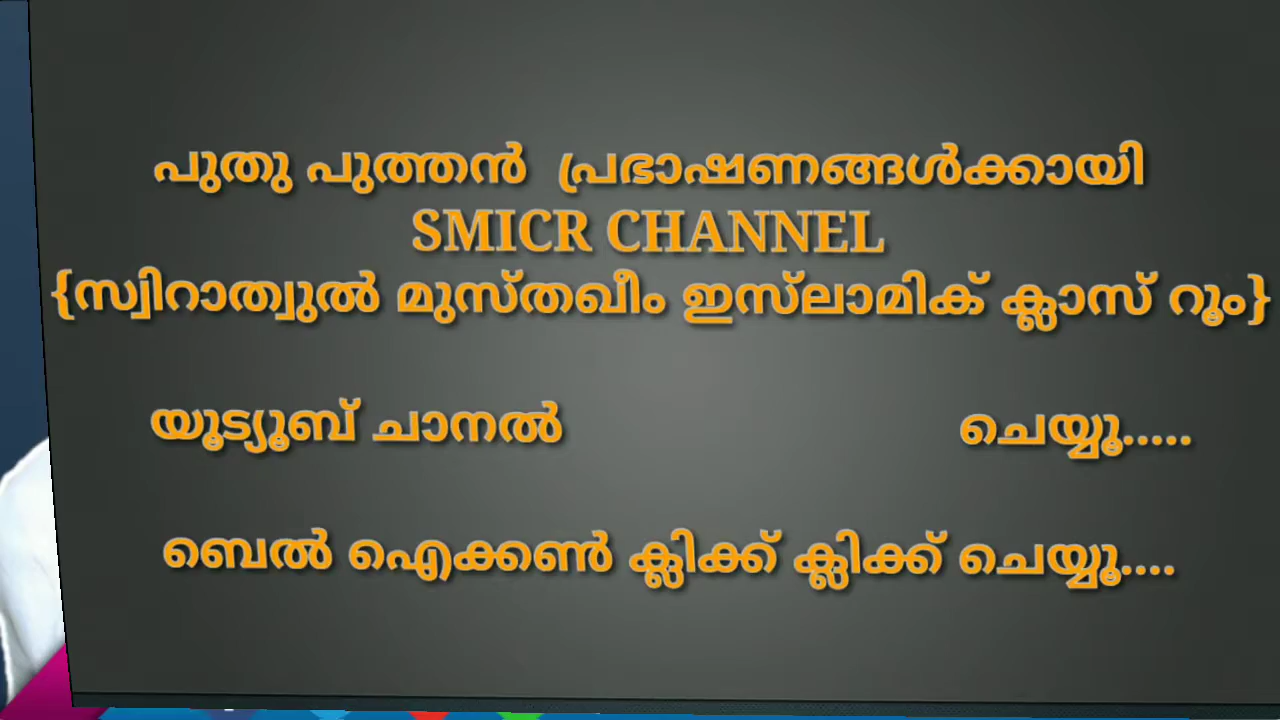 പുതു പുത്തൻ പ്രഭാഷണങ്ങൾക്കായി
SMICR CHANNEL
{സ്വിറാത്വുൽ മുസ്തഖീം ഇസ്ലാമിക് ക്ലാസ് റൂം}
യൂട്യൂബ് ചാനൽ ചെയ്യൂ.....
ബെൽ ഐക്കൺ ക്ലിക്ക് ക്ലിക്ക് ചെയ്യൂ....